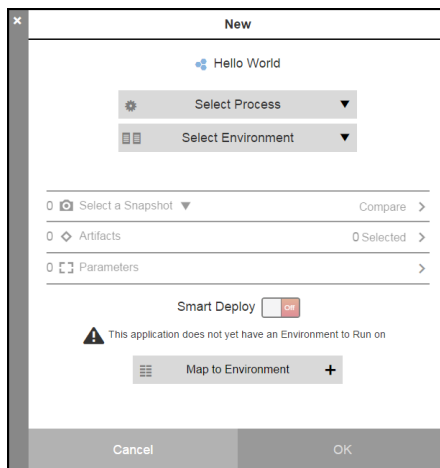 New
Hello World
Select Process
Select Environment
0 Select a Snapshot Compare
0 Artifacts 0 Selected
0 Parameters
Smart Deploy Off
This application does not yet have an Environment to Run on
Map to Environment
Cancel OK